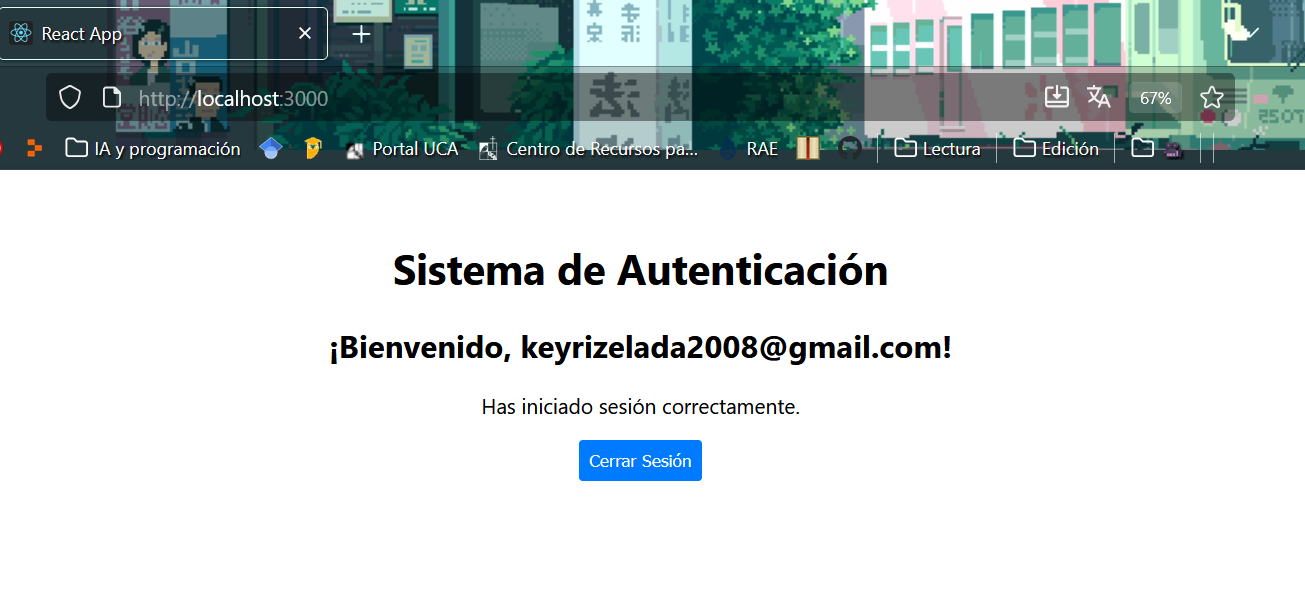 React App
http://localhost:3000
67%
IA y programación
Portal UCA
Centro de Recursos pa...
RAE
Lectura
Edición
Sistema de Autenticación
¡Bienvenido, keyrizelada2008@gmail.com!
Has iniciado sesión correctamente.
Cerrar Sesión